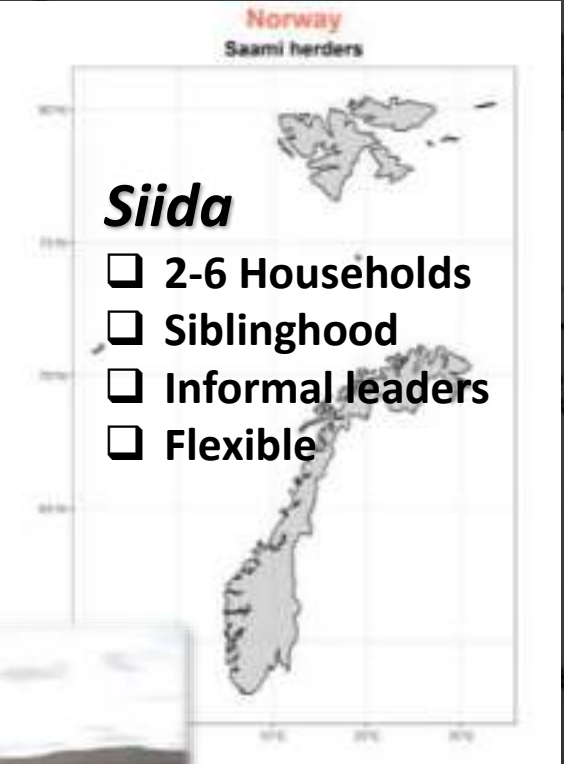 Norway
Saami herders
Siida
❑ 2-6 Households
❑ Siblinghood
❑ Informal leaders
❑ Flexible